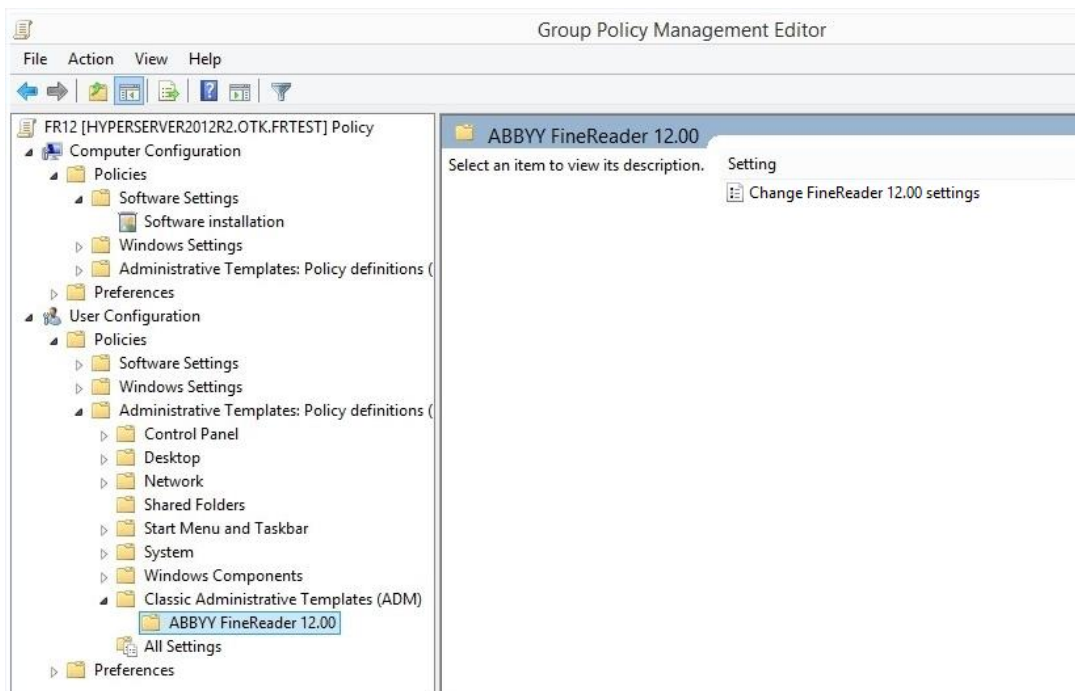 Group Policy Management Editor
File Action View Help
FR12 [HYPERSERVER2012R2.OTK.FRTEST] Policy
Computer Configuration
Policies
Software Settings
Software installation
Windows Settings
Administrative Templates: Policy definitions (
Preferences
User Configuration
Policies
Software Settings
Windows Settings
Administrative Templates: Policy definitions (
Control Panel
Desktop
Network
Shared Folders
Start Menu and Taskbar
System
Windows Components
Classic Administrative Templates (ADM)
ABBYY FineReader 12.00
All Settings
Preferences
ABBYY FineReader 12.00
Select an item to view its description.
Setting
Change FineReader 12.00 settings